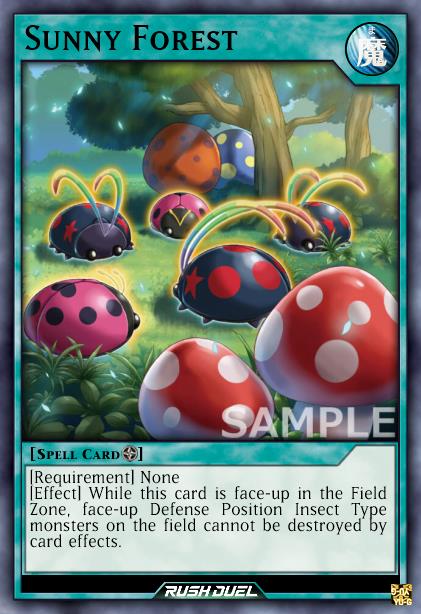 Sunny Forest
ま
魔
SAMPLE
[Spell Card]
[Requirement] None
[Effect] While this card is face-up in the Field
Zone, face-up Defense Position Insect Type
monsters on the field cannot be destroyed by
card effects.
RUSH DUEL